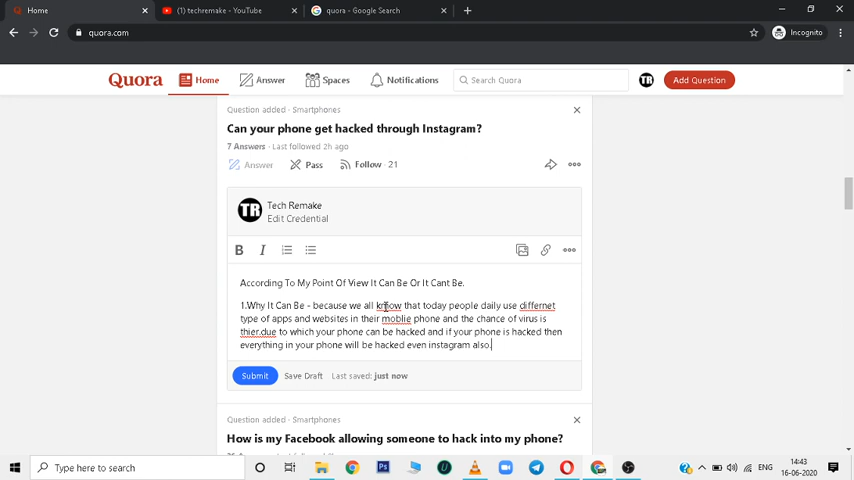 Home
(1) techremake - YouTube
quora - Google Search
quora.com
Incognito
Quora
Home
Answer
Spaces
Notifications
Search Quora
TR
Add Question
Question added · Smartphones
Can your phone get hacked through Instagram?
7 Answers · Last followed 2h ago
Answer
Pass
Follow · 21
TR
Tech Remake
Edit Credential
B I
According To My Point Of View It Can Be Or It Cant Be.
1.Why It Can Be - because we all knnow that today people daily use differnet
type of apps and websites in their moblie phone and the chance of virus is
thier.due to which your phone can be hacked and if your phone is hacked then
everything in your phone will be hacked even instagram also.
Submit
Save Draft
Last saved: just now
Question added · Smartphones
How is my Facebook allowing someone to hack into my phone?
Type here to search
Ps
ENG
14:43
16-06-2020